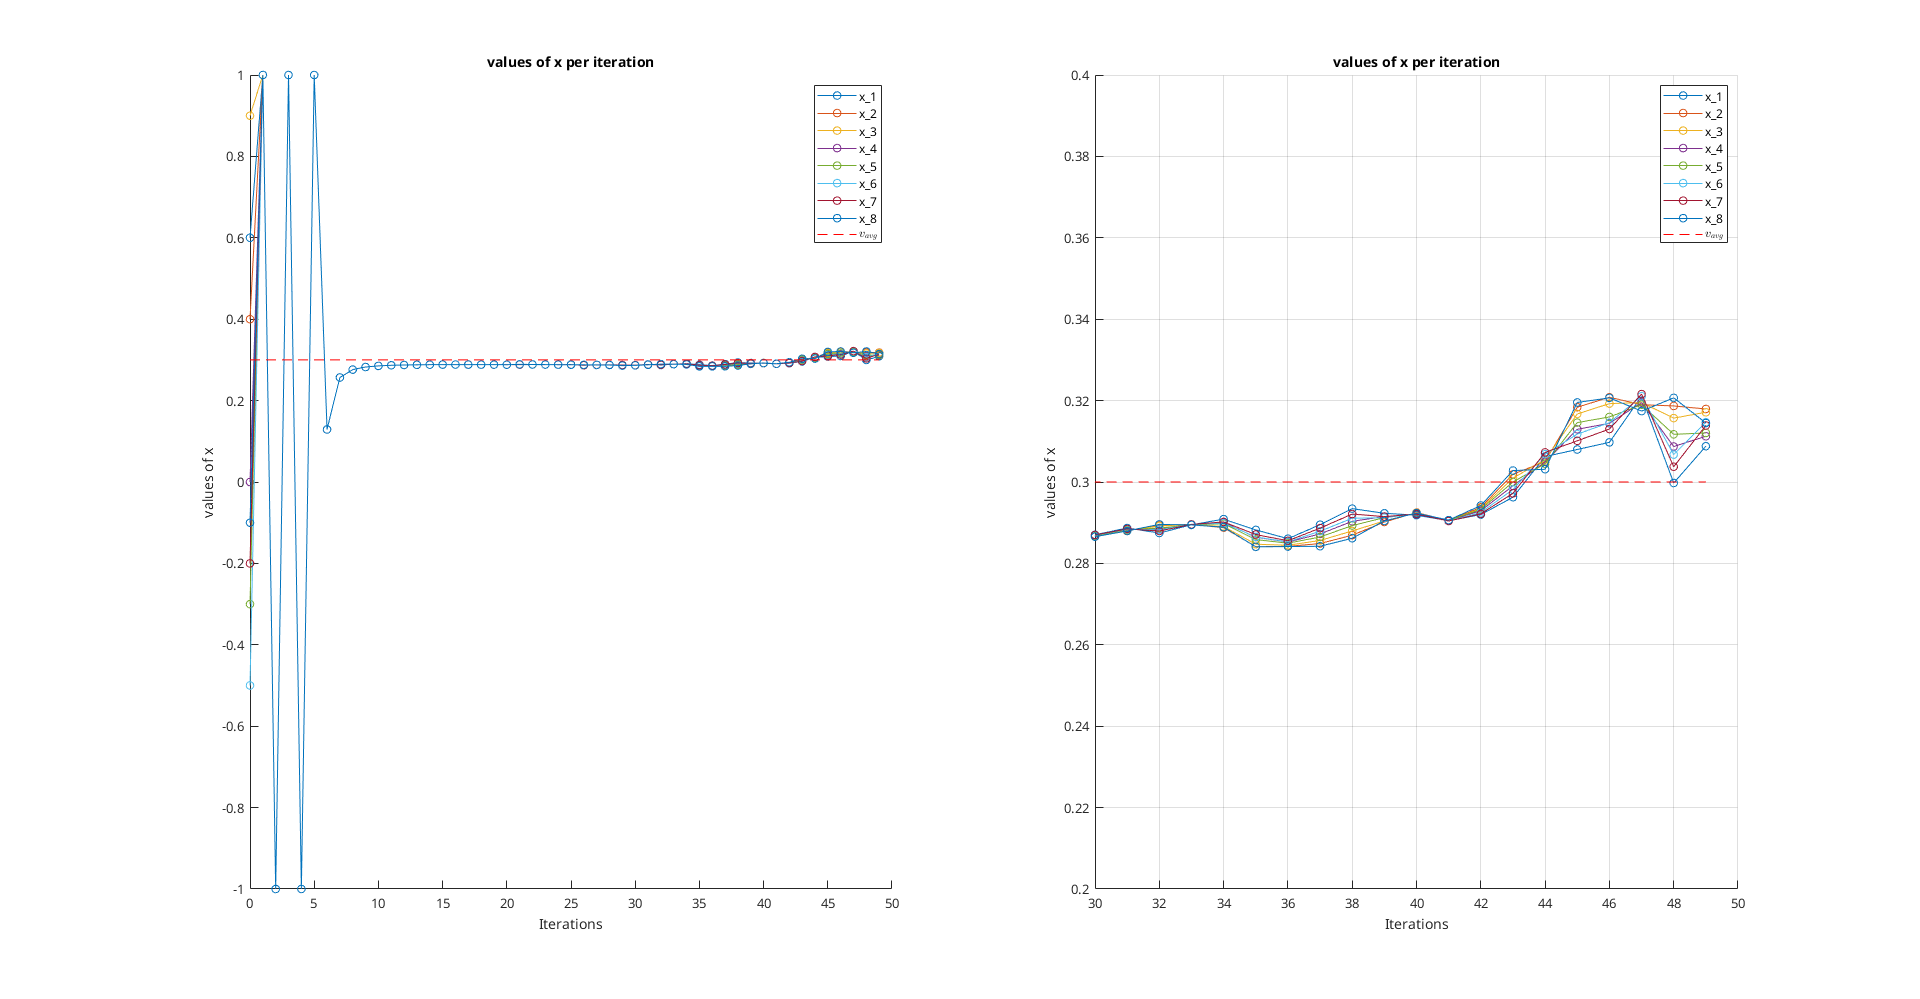 values of x per iteration
1
0.8
0.6
0.4
0.2
0
-0.2
-0.4
-0.6
-0.8
-1
values of x
0 5 10 15 20 25 30 35 40 45 50
Iterations
x_1
x_2
x_3
x_4
x_5
x_6
x_7
x_8
v_avg
values of x per iteration
0.4
0.38
0.36
0.34
0.32
0.3
0.28
0.26
0.24
0.22
0.2
values of x
30 32 34 36 38 40 42 44 46 48 50
Iterations
x_1
x_2
x_3
x_4
x_5
x_6
x_7
x_8
v_avg